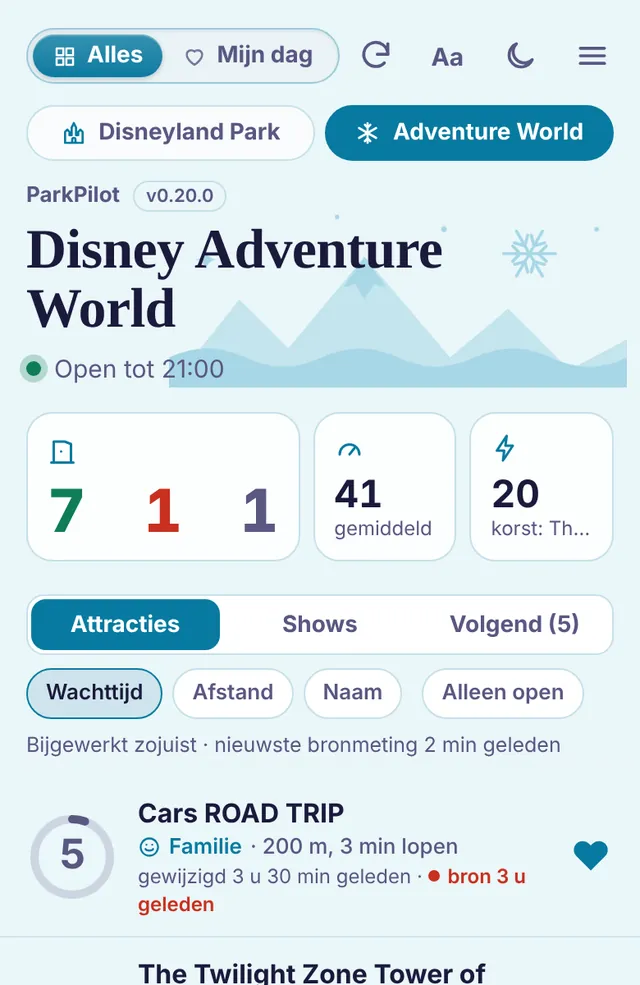 Alles
Mijn dag
Aa
Disneyland Park
Adventure World
ParkPilot
v0.20.0
Disney Adventure
World
Open tot 21:00
7
1
1
41
gemiddeld
20
korst: Th...
Attracties
Shows
Volgend (5)
Wachttijd
Afstand
Naam
Alleen open
Bijgewerkt zojuist · nieuwste bronmeting 2 min geleden
5
Cars ROAD TRIP
Familie · 200 m, 3 min lopen
gewijzigd 3 u 30 min geleden · ● bron 3 u
geleden
The Twilight Zone Tower of